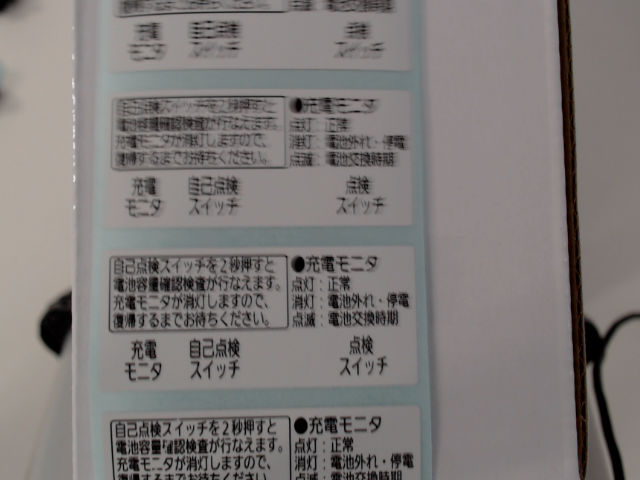 充電
モニタ
自己点検
スイッチ
点検
スイッチ
自己点検スイッチを2秒押すと
電池容量確認検査が行なえます。
充電モニタが消灯しますので、
復帰するまでお待ちください。
●充電モニタ
点灯:正常
消灯:電池外れ・停電
点滅:電池交換時期
充電
モニタ
自己点検
スイッチ
点検
スイッチ
自己点検スイッチを2秒押すと
電池容量確認検査が行なえます。
充電モニタが消灯しますので、
復帰するまでお待ちください。
●充電モニタ
点灯:正常
消灯:電池外れ・停電
点滅:電池交換時期
充電
モニタ
自己点検
スイッチ
点検
スイッチ
自己点検スイッチを2秒押すと
電池容量確認検査が行なえます。
充電モニタが消灯しますので、
●充電モニタ
点灯:正常
消灯:電池外れ・停電